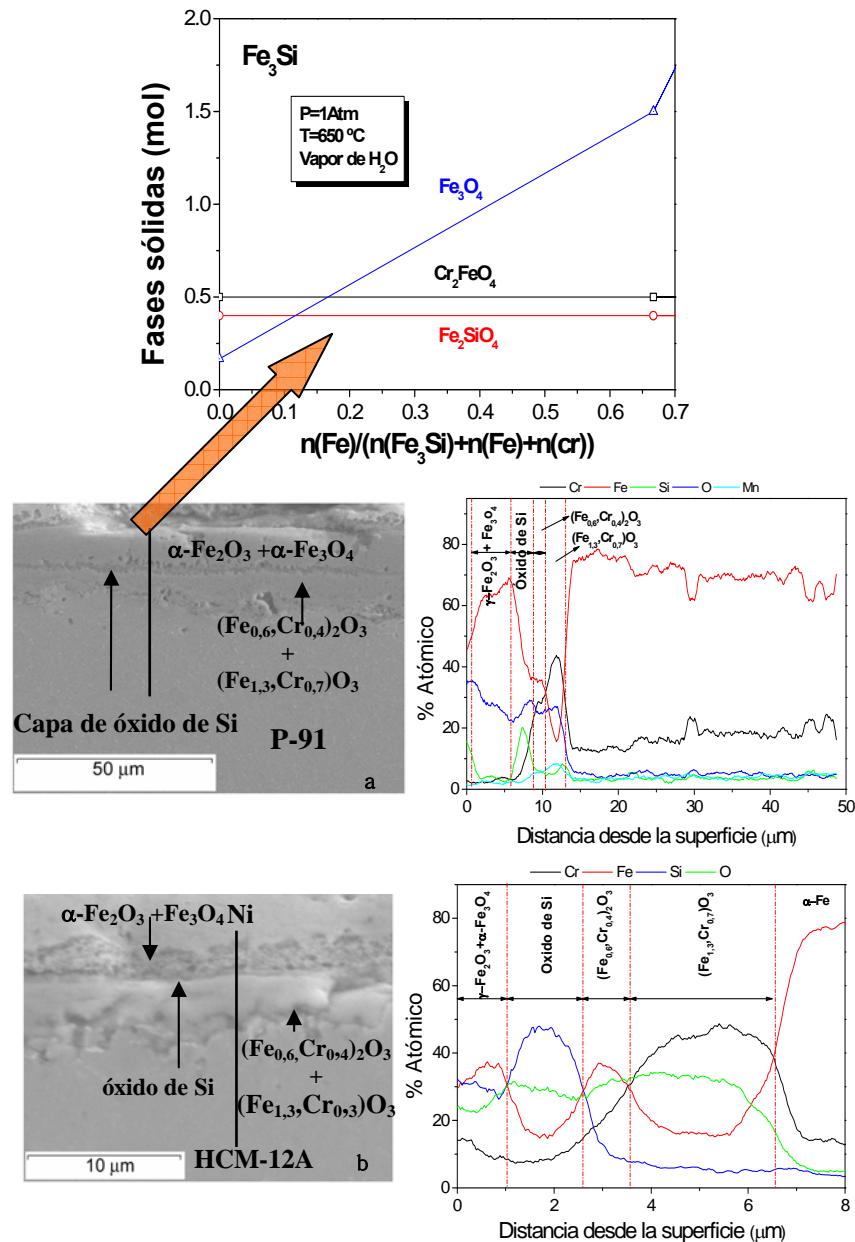 Fe3Si
P=1Atm
T=650 ºC
Vapor de H2O
Fe3O4
Cr2FeO4
Fe2SiO4
Fases sólidas (mol)
2.0
1.5
1.0
0.5
0.0
0.0 0.1 0.2 0.3 0.4 0.5 0.6 0.7
n(Fe)/(n(Fe3Si)+n(Fe)+n(cr))
α-Fe2O3 +α-Fe3O4
(Fe0,6,Cr0,4)2O3
+
(Fe1,3,Cr0,7)O3
Capa de óxido de Si
P-91
50 μm
a
Cr Fe Si O Mn
γ-Fe2O3 + Fe3O4
Oxido de Si
(Fe0,6,Cr0,4)2O3
(Fe1,3,Cr0,7)O3
% Atómico
80
60
40
20
0
0 10 20 30 40 50
Distancia desde la superficie (μm)
α-Fe2O3 +Fe3O4 Ni
(Fe0,6,Cr0,4)2O3
+
óxido de Si
(Fe1,3,Cr0,3)O3
HCM-12A
10 μm
b
Cr Fe Si O
γ-Fe2O3+α-Fe3O4
Oxido de Si
(Fe0,6,Cr0,4)2O3
(Fe1,3,Cr0,7)O3
α-Fe
% Atómico
80
60
40
20
0
0 2 4 6 8
Distancia desde la superficie (μm)